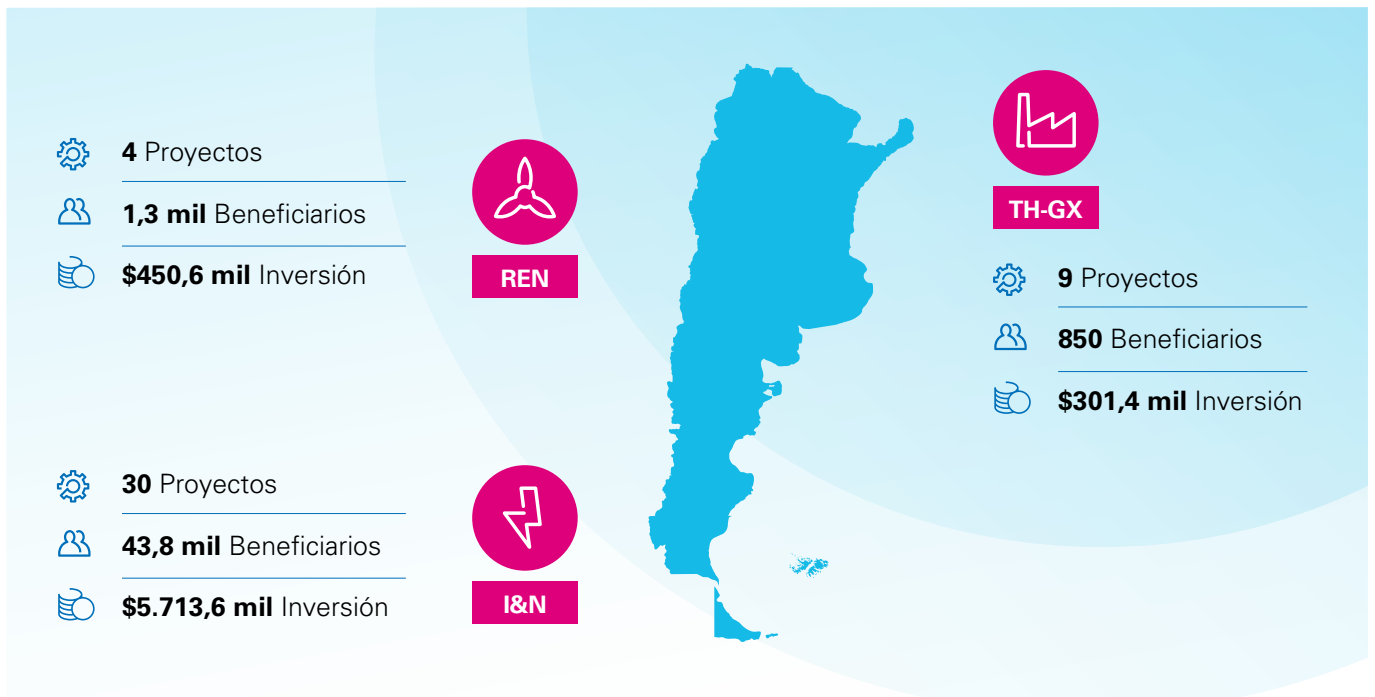 4 Proyectos
1,3 mil Beneficiarios
$450,6 mil Inversión
REN
30 Proyectos
43,8 mil Beneficiarios
$5.713,6 mil Inversión
I&N
TH-GX
9 Proyectos
850 Beneficiarios
$301,4 mil Inversión